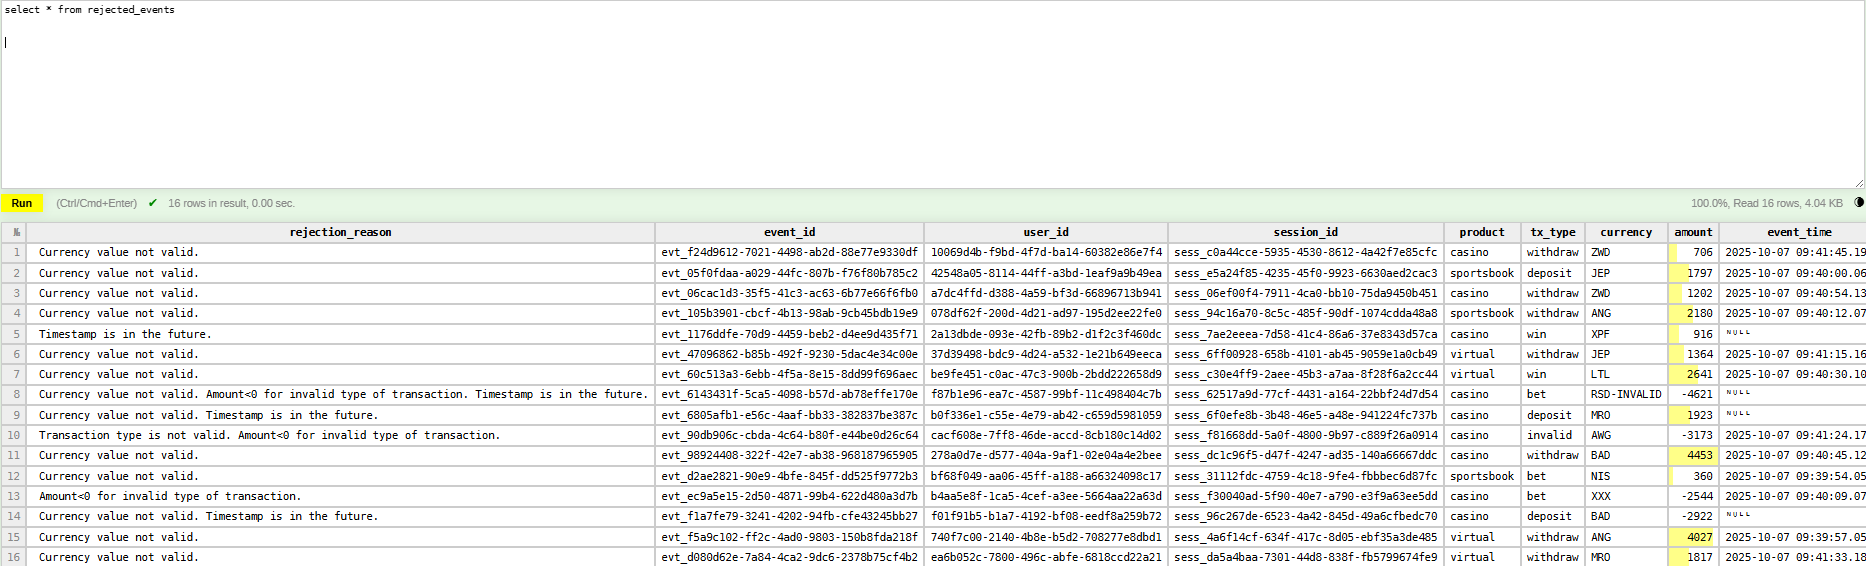 select * from rejected_events
Run (Ctrl/Cmd+Enter) ✔ 16 rows in result, 0.00 sec. 100.0%, Read 16 rows, 4.04 KB
№ rejection_reason event_id user_id session_id product tx_type currency amount event_time
1 Currency value not valid. evt_f24d9612-7021-4498-ab2d-88e77e9330df 10069d4b-f9bd-4f7d-ba14-60382e86e7f4 sess_c0a44cce-5935-4530-8612-4a42f7e85cfc casino withdraw ZWD 706 2025-10-07 09:41:45.19
2 Currency value not valid. evt_05f0fdaa-a029-44fc-807b-f76f80b785c2 42548a05-8114-44ff-a3bd-1eaf9a9b49ea sess_e5a24f85-4235-45f0-9923-6630aed2cac3 sportsbook deposit JEP 1797 2025-10-07 09:40:00.06
3 Currency value not valid. evt_06cac1d3-35f5-41c3-ac63-6b77e66f6fb0 a7dc4ffd-d388-4a59-bf3d-66896713b941 sess_06ef00f4-7911-4ca0-bb10-75da9450b451 casino withdraw ZWD 1202 2025-10-07 09:40:54.13
4 Currency value not valid. evt_105b3901-cbcf-4b13-98ab-9cb45bdb19e9 078df62f-200d-4d21-ad97-195d2ee22fe0 sess_94c16a70-8c5c-485f-90df-1074cdda48a8 sportsbook withdraw ANG 2180 2025-10-07 09:40:12.07
5 Timestamp is in the future. evt_1176ddfe-70d9-4459-beb2-d4ee9d435f71 2a13dbde-093e-42fb-89b2-d1f2c3f460dc sess_7ae2eeea-7d58-41c4-86a6-37e8343d57ca casino win XPF 916 NULL
6 Currency value not valid. evt_47096862-b85b-492f-9230-5dac4e34c00e 37d39498-bdc9-4d24-a532-1e21b649eeca sess_6ff00928-658b-4101-ab45-9059e1a0cb49 virtual withdraw JEP 1364 2025-10-07 09:41:15.16
7 Currency value not valid. evt_60c513a3-6ebb-4f5a-8e15-8dd99f696aec be9fe451-c0ac-47c3-900b-2bdd222658d9 sess_c30e4ff9-2aee-45b3-a7aa-8f28f6a2cc44 virtual win LTL 2641 2025-10-07 09:40:30.10
8 Currency value not valid. Amount<0 for invalid type of transaction. Timestamp is in the future. evt_6143431f-5ca5-4098-b57d-ab78effe170e f87b1e96-ea7c-4587-99bf-11c498404c7b sess_62517a9d-77cf-4431-a164-22bbf24d7d54 casino bet RSD-INVALID -4621 NULL
9 Currency value not valid. Timestamp is in the future. evt_6805afb1-e56c-4aaf-bb33-382837be387c b0f336e1-c55e-4e79-ab42-c659d5981059 sess_6f0efe8b-3b48-46e5-a48e-941224fc737b casino deposit MRO 1923 NULL
10 Transaction type is not valid. Amount<0 for invalid type of transaction. evt_90db906c-cbda-4c64-b80f-e44be0d26c64 cacf608e-7ff8-46de-accd-8cb180c14d02 sess_f81668dd-5a0f-4800-9b97-c889f26a0914 casino invalid AWG -3173 2025-10-07 09:41:24.17
11 Currency value not valid. evt_98924408-322f-42e7-ab38-968187965905 278a0d7e-d577-404a-9af1-02e04a4e2bee sess_dc1c96f5-d47f-4247-ad35-140a66667ddc casino withdraw BAD 4453 2025-10-07 09:40:45.12
12 Currency value not valid. evt_d2ae2821-90e9-4bfe-845f-dd525f9772b3 bf68f049-aa06-45ff-a188-a66324098c17 sess_31112fdc-4759-4c18-9fe4-fbbbec6d87fc sportsbook bet NIS 360 2025-10-07 09:39:54.05
13 Amount<0 for invalid type of transaction. evt_ec9a5e15-2d50-4871-99b4-622d480a3d7b b4aa5e8f-1ca5-4cef-a3ee-5664aa22a63d sess_f30040ad-5f90-40e7-a790-e3f9a63ee5dd casino bet XXX -2544 2025-10-07 09:40:09.07
14 Currency value not valid. Timestamp is in the future. evt_f1a7fe79-3241-4202-94fb-cfe43245bb27 f01f91b5-b1a7-4192-bf08-eedf8a259b72 sess_96c267de-6523-4a42-845d-49a6cfbedc70 casino deposit BAD -2922 NULL
15 Currency value not valid. evt_f5a9c102-ff2c-4ad0-9803-150b8fda218f 740f7c00-2140-4b8e-b5d2-708277e8dbd1 sess_4a6f14cf-634f-417c-8d05-ebf35a3de485 virtual withdraw ANG 4027 2025-10-07 09:39:57.05
16 Currency value not valid. evt_d080d62e-7a84-4ca2-9dc6-2378b75cf4b2 ea6b052c-7800-496c-abfe-6818ccd22a21 sess_da5a4baa-7301-44d8-838f-fb5799674fe9 virtual withdraw MRO 1817 2025-10-07 09:41:33.18